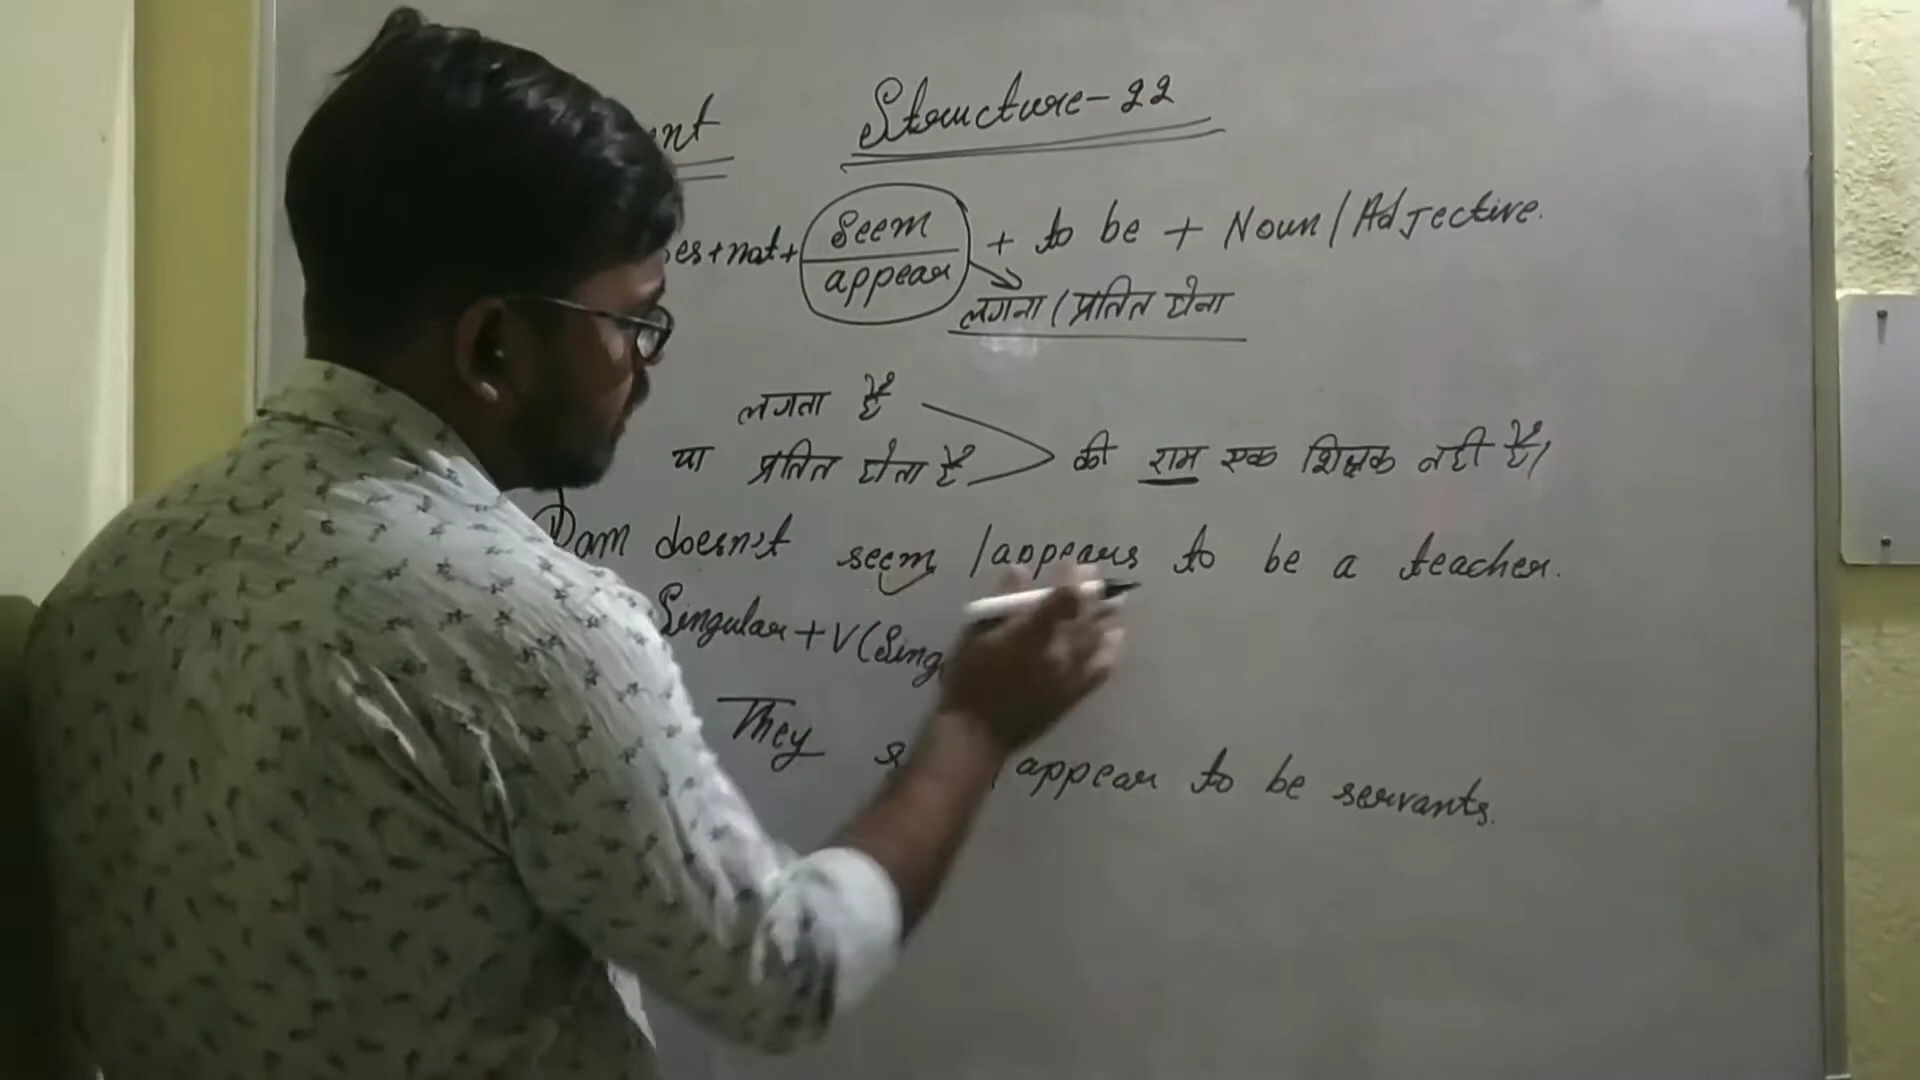 Structure-22
seem
+ not + appear + to be + Noun / Adjective.
लगना / प्रतित होना
लगता है
या प्रतित होता है की राम एक शिक्षक नही है।
doesn't seem / appears to be a teacher.
Singular + V (Sing
They appear to be servants.